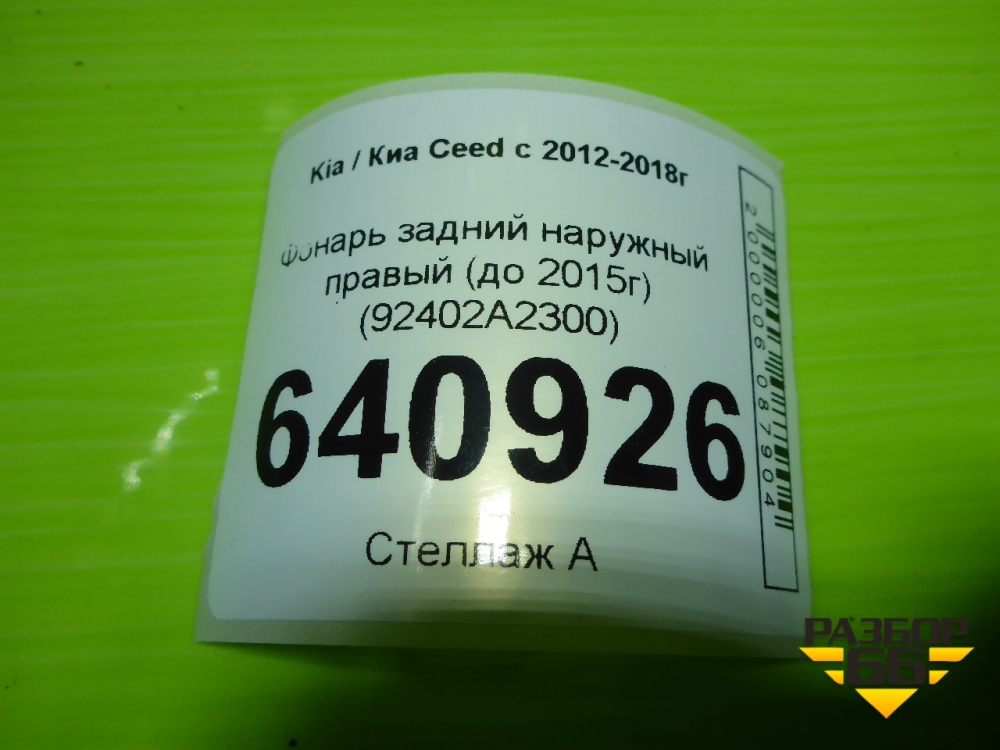 Kia / Киа Ceed с 2012-2018г
Фонарь задний наружный
правый (до 2015г)
(92402A2300)
640926
Стеллаж А
2000006087904
РАЗБОР
66